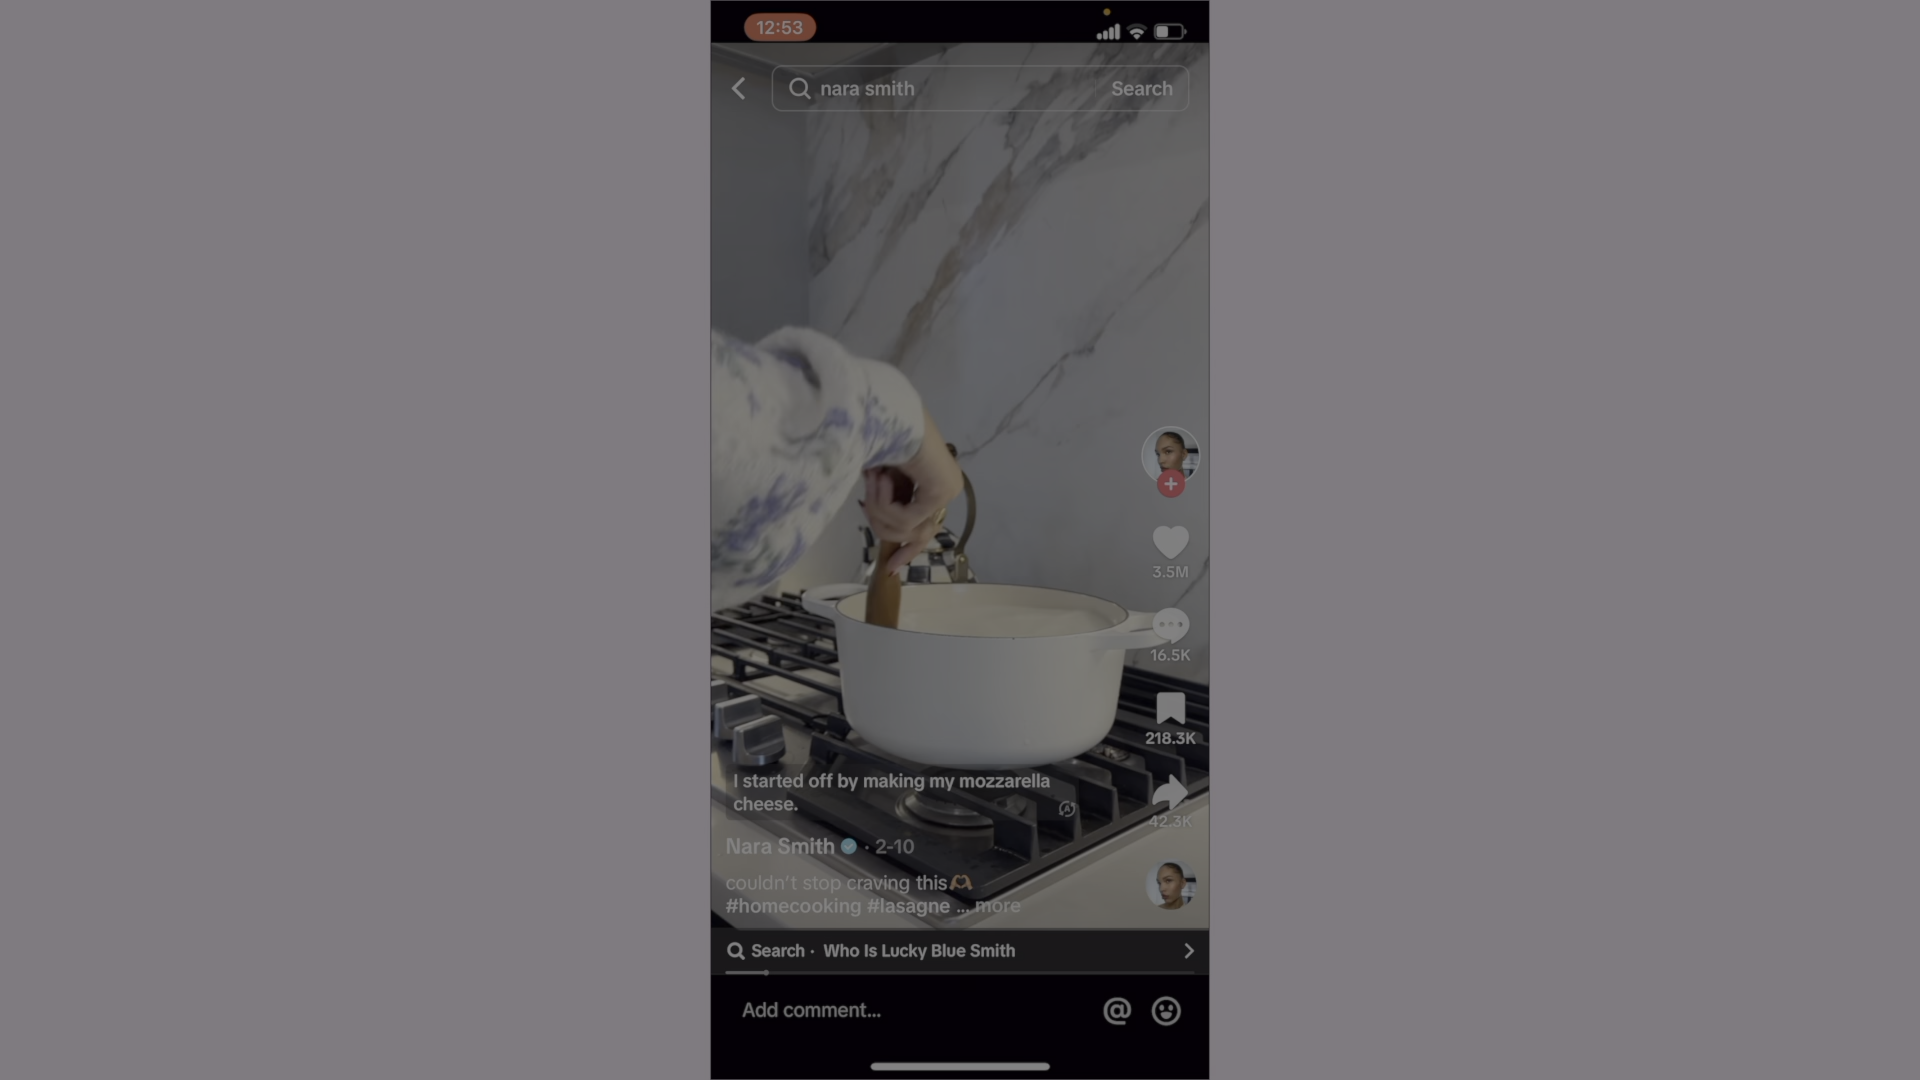 12:53
nara smith
Search
3.5M
16.5K
218.3K
I started off by making my mozzarella
cheese.
42.3K
Nara Smith · 2-10
couldn't stop craving this
#homecooking #lasagne ... more
Search · Who Is Lucky Blue Smith
Add comment...
@